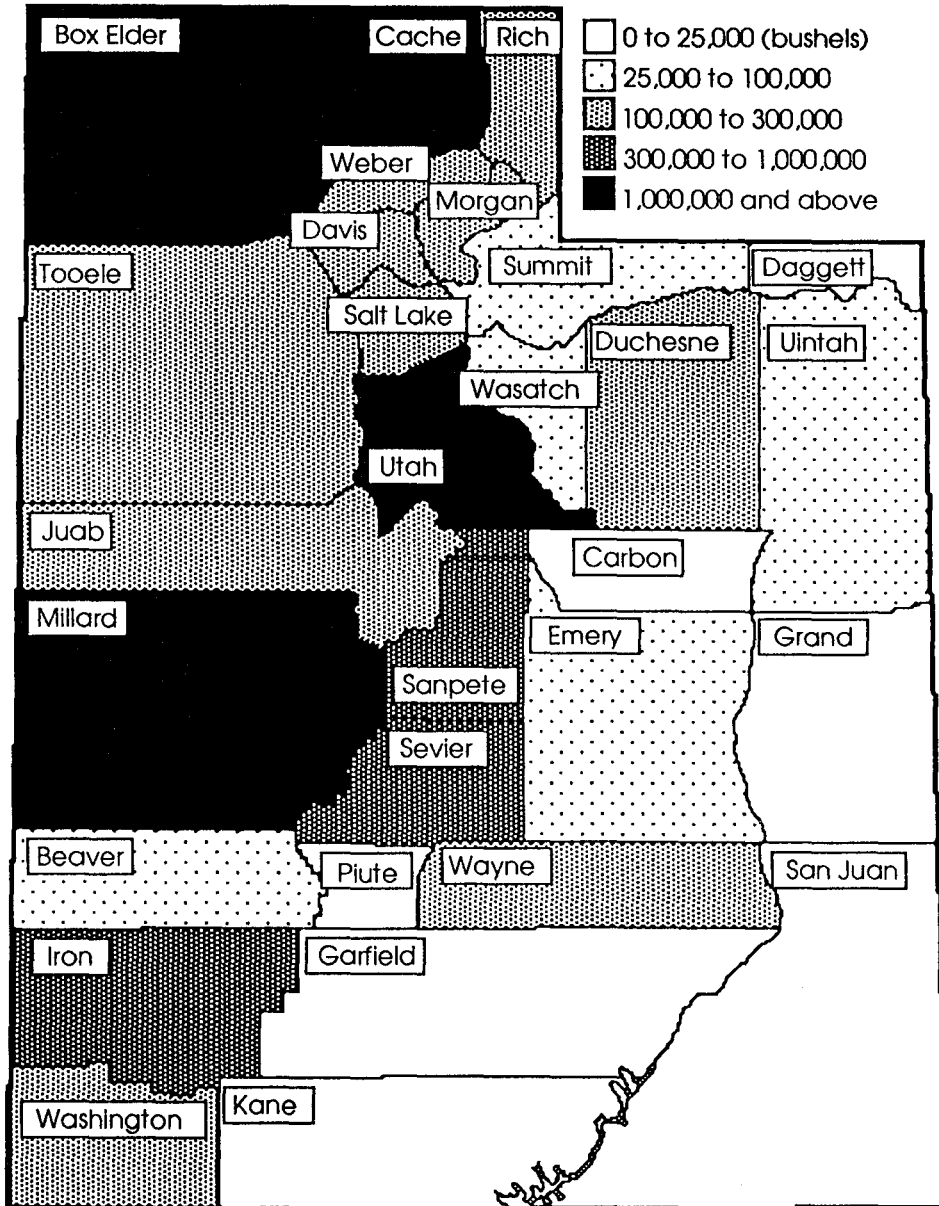 Box Elder
Cache
Rich
0 to 25,000 (bushels)
25,000 to 100,000
100,000 to 300,000
300,000 to 1,000,000
1,000,000 and above
Weber
Morgan
Davis
Summit
Daggett
Tooele
Salt Lake
Duchesne
Uintah
Wasatch
Utah
Juab
Carbon
Millard
Emery
Grand
Sanpete
Sevier
Beaver
Piute
Wayne
San Juan
Iron
Garfield
Washington
Kane